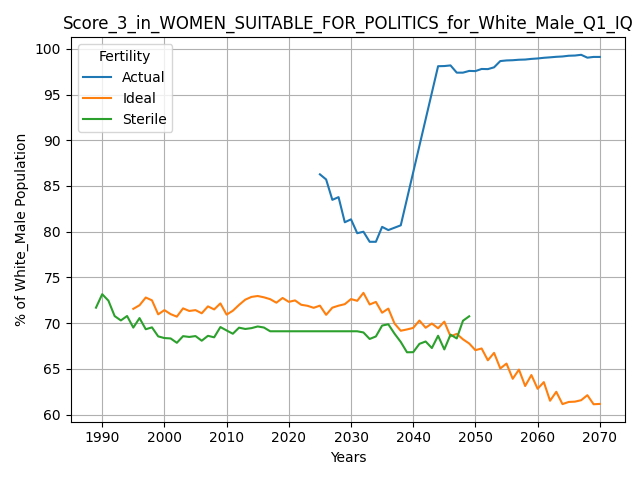 Score_3_in_WOMEN_SUITABLE_FOR_POLITICS_for_White_Male_Q1_IQ
Fertility
Actual
Ideal
Sterile
% of White_Male Population
100
95
90
85
80
75
70
65
60
1990 2000 2010 2020 2030 2040 2050 2060 2070
Years